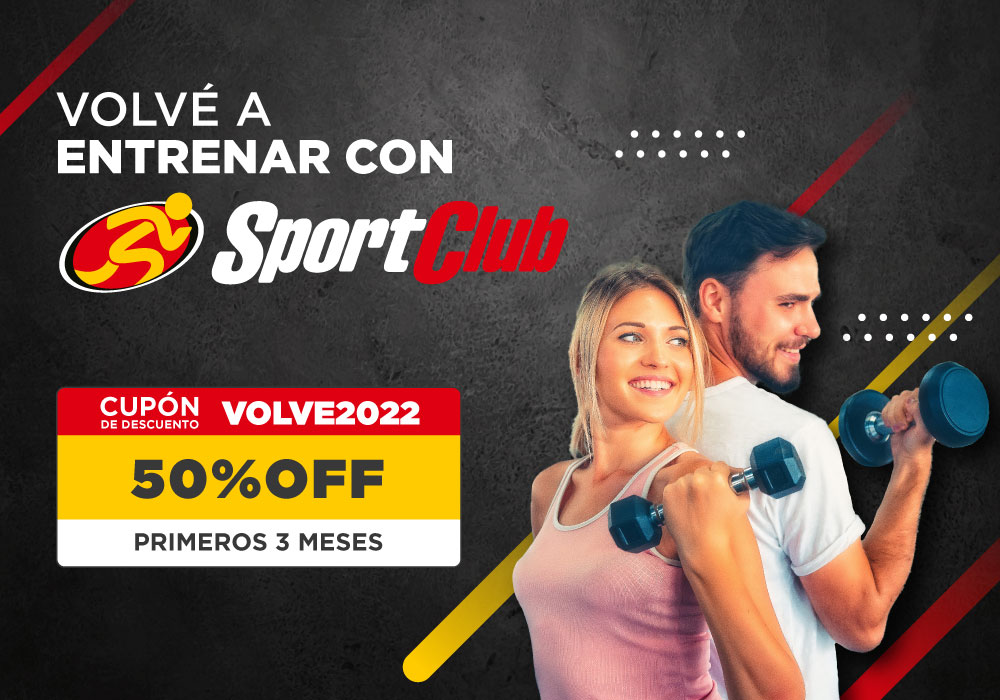 VOLVÉ A
ENTRENAR CON
SportClub
CUPÓN
DE DESCUENTO
VOLVE2022
50%OFF
PRIMEROS 3 MESES